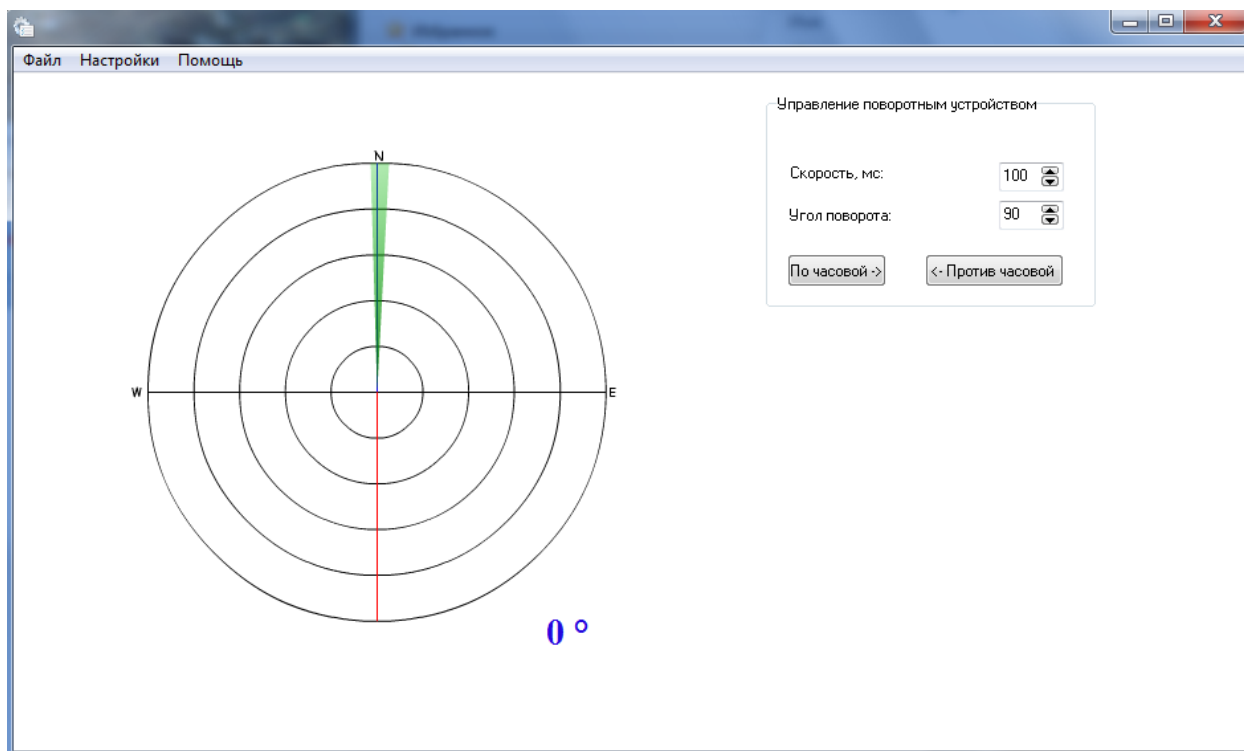 Файл Настройки Помощь
Управление поворотным устройством
N
Скорость, мс: 100
Угол поворота: 90
По часовой -> <- Против часовой
W E
0 °